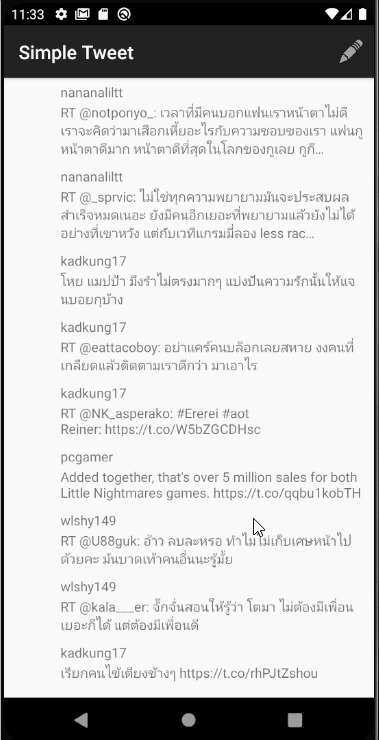 11:33
Simple Tweet
nananaliltt
RT @notponyo_: เวลาที่มีคนบอกแฟนเราหน้าตาไม่ดี
เราจะคิดว่ามาเสือกเหี้ยอะไรกับความชอบของเรา แฟนกู
หน้าตาดีมาก หน้าตาดีที่สุดในโลกของกูเลย กูกี…
nananaliltt
RT @_sprvic: ไม่ใช่ทุกความพยายามมันจะประสบผล
สำเร็จหมดเนอะ ยังมีคนอีกเยอะที่พยายามแล้วยังไม่ได้
อย่างที่เขาหวัง แต่กับเวทีแกรมมี่ลอง less rac…
kadkung17
โหย แมปป้า มึงรำไม่ตรงมากๆ แบ่งปันความรักนั้นให้แจ
นบอยกูบ้าง
kadkung17
RT @eattacoboy: อย่าแคร์คนบล็อกเลยสหาย งงคนที่
เกลียดแล้วติดตามเราดีกว่า มาเอาไร
kadkung17
RT @NK_asperako: #Ererei #aot
Reiner: https://t.co/W5bZGCDHsc
pcgamer
Added together, that's over 5 million sales for both
Little Nightmares games. https://t.co/qqbu1kobTH
wlshy149
RT @U88guk: อ้าว ลบละหรอ ทำไมไม่เก็บเศษหน้าไป
ด้วยคะ มันบาดเท้าคนอื่นนะรู้มั้ย
wlshy149
RT @kala___er: จั๊กจั่นสอนให้รู้ว่า โตมา ไม่ต้องมีเพื่อน
เยอะก็ได้ แต่ต้องมีเพื่อนดี
kadkung17
เรียกคนไข้เตียงข้างๆ https://t.co/rhPJtZshou